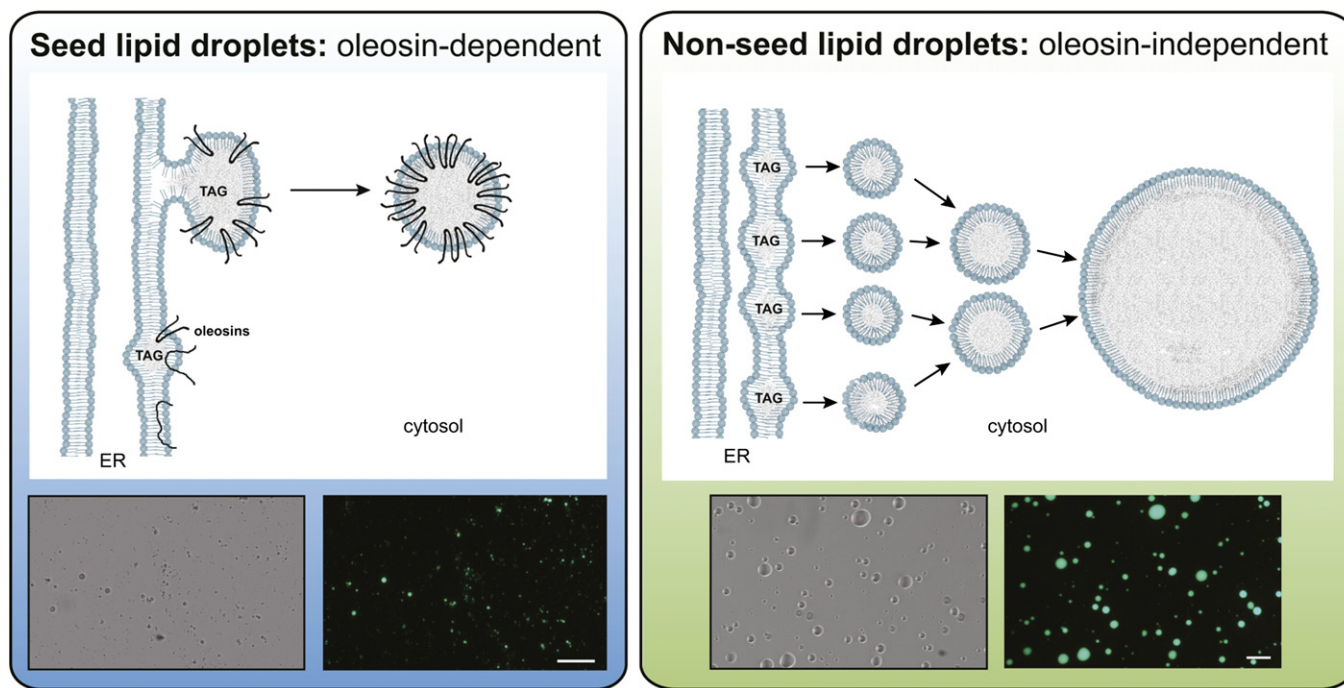 Seed lipid droplets: oleosin-dependent
TAG
oleosins
TAG
cytosol
ER
Non-seed lipid droplets: oleosin-independent
TAG
TAG
TAG
TAG
cytosol
ER